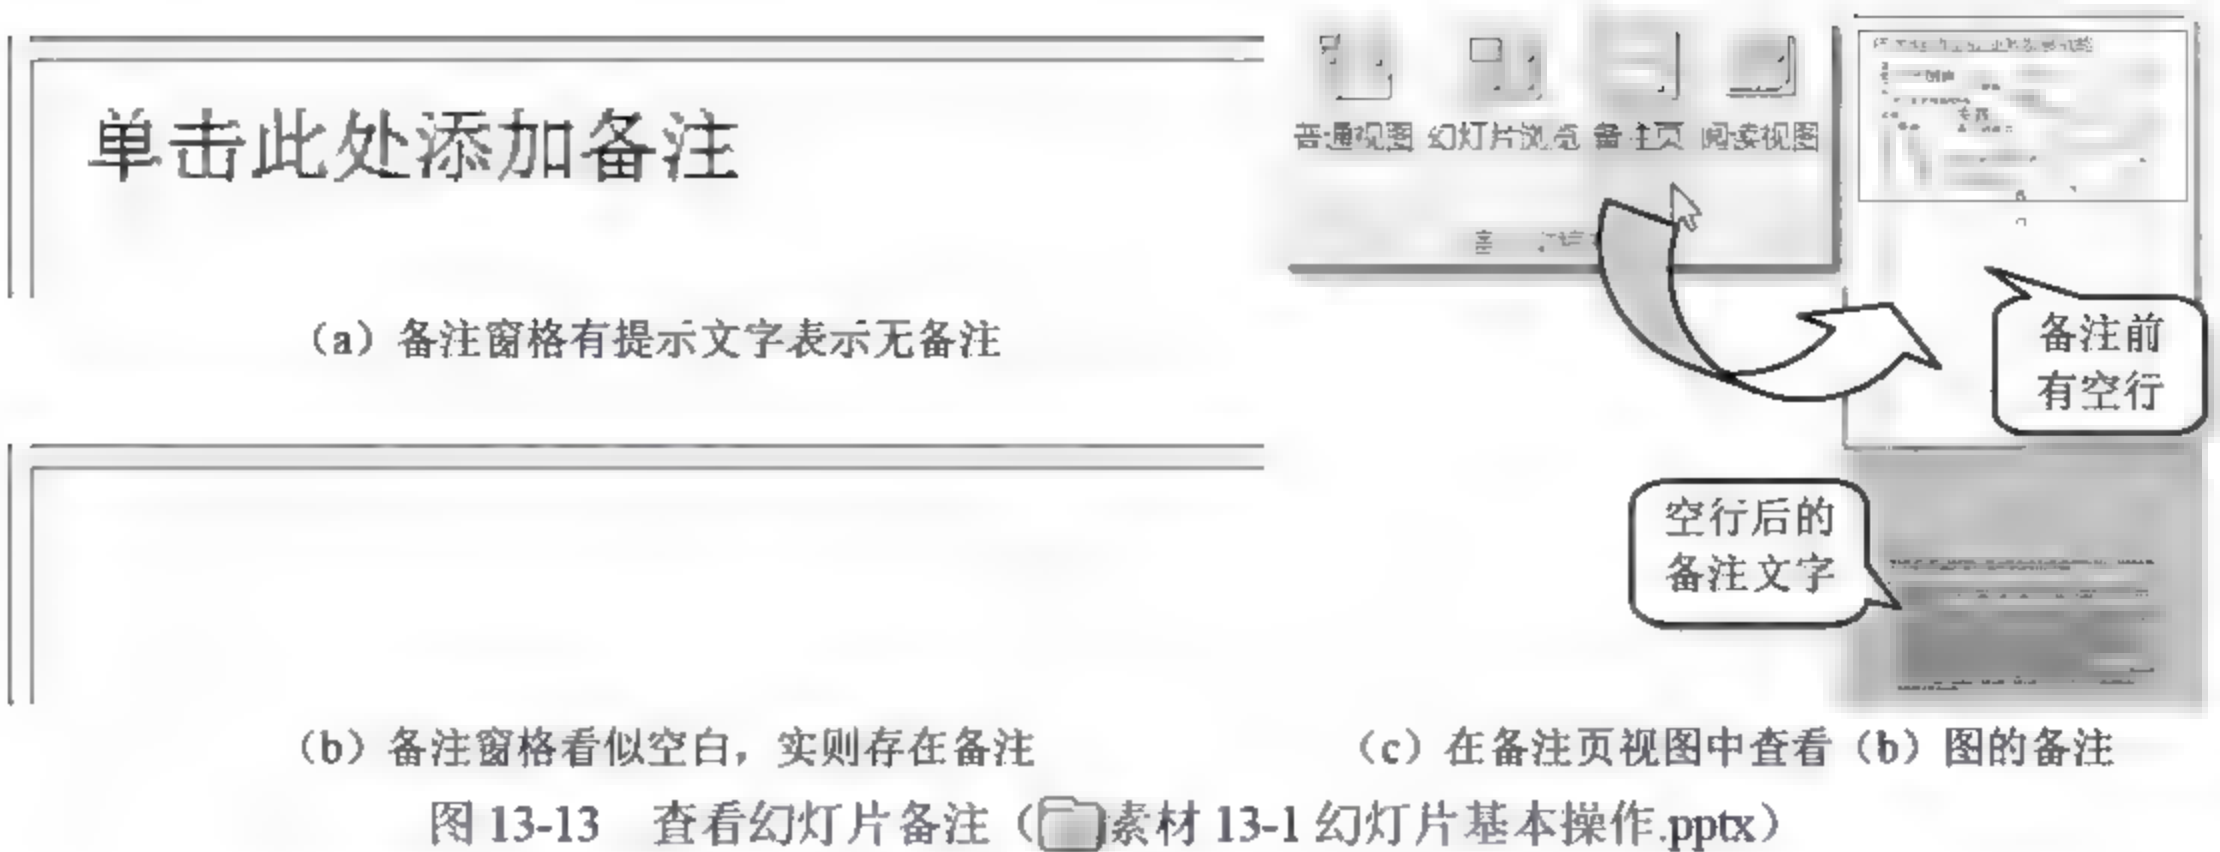 单击此处添加备注
(a) 备注窗格有提示文字表示无备注
普通视图 幻灯片浏览 备注页 阅读视图
备注前
有空行
空行后的
备注文字
(b) 备注窗格看似空白，实则存在备注
(c) 在备注页视图中查看（b）图的备注
图 13-13 查看幻灯片备注（素材 13-1 幻灯片基本操作.pptx）